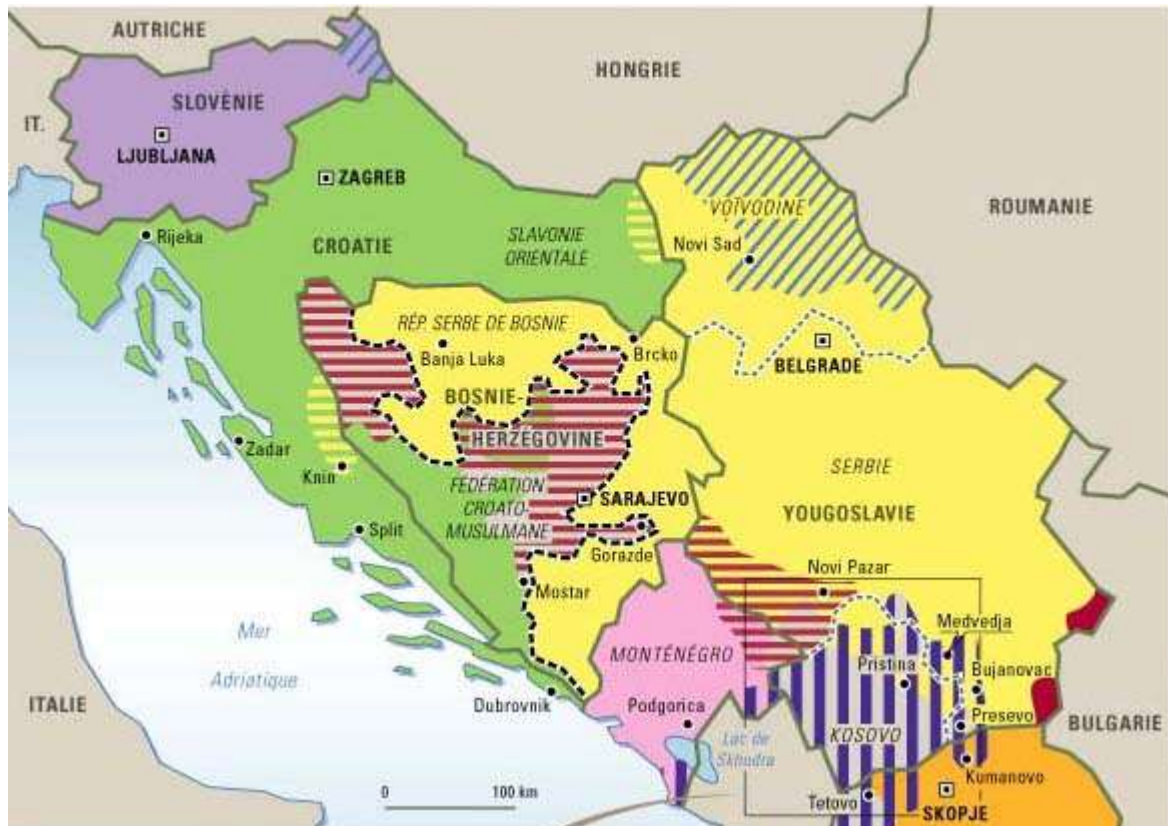 AUTRICHE
HONGRIE
SLOVÈNIE
IT.
LJUBLJANA
ZAGREB
VOÏVODINE
ROUMANIE
Rijeka
CROATIE
SLAVONIE
ORIENTALE
Novi Sad
RÉP. SERBE DE BOSNIE
Banja Luka
Brcko
BELGRADE
BOSNIE-
HERZÉGOVINE
Zadar
Knin
SERBIE
FÉDÉRATION
CROATO-
MUSULMANE
SARAJEVO
YOUGOSLAVIE
Split
Gorazde
Novi Pazar
Mostar
Medvedja
Mer
Adriatique
MONTÉNÉGRO
Pristina
Bujanovac
ITALIE
Dubrovnik
Podgorica
Presevo
BULGARIE
Lac de
Skhodra
KOSOVO
Kumanovo
0
100 km
Tetovo
SKOPJE